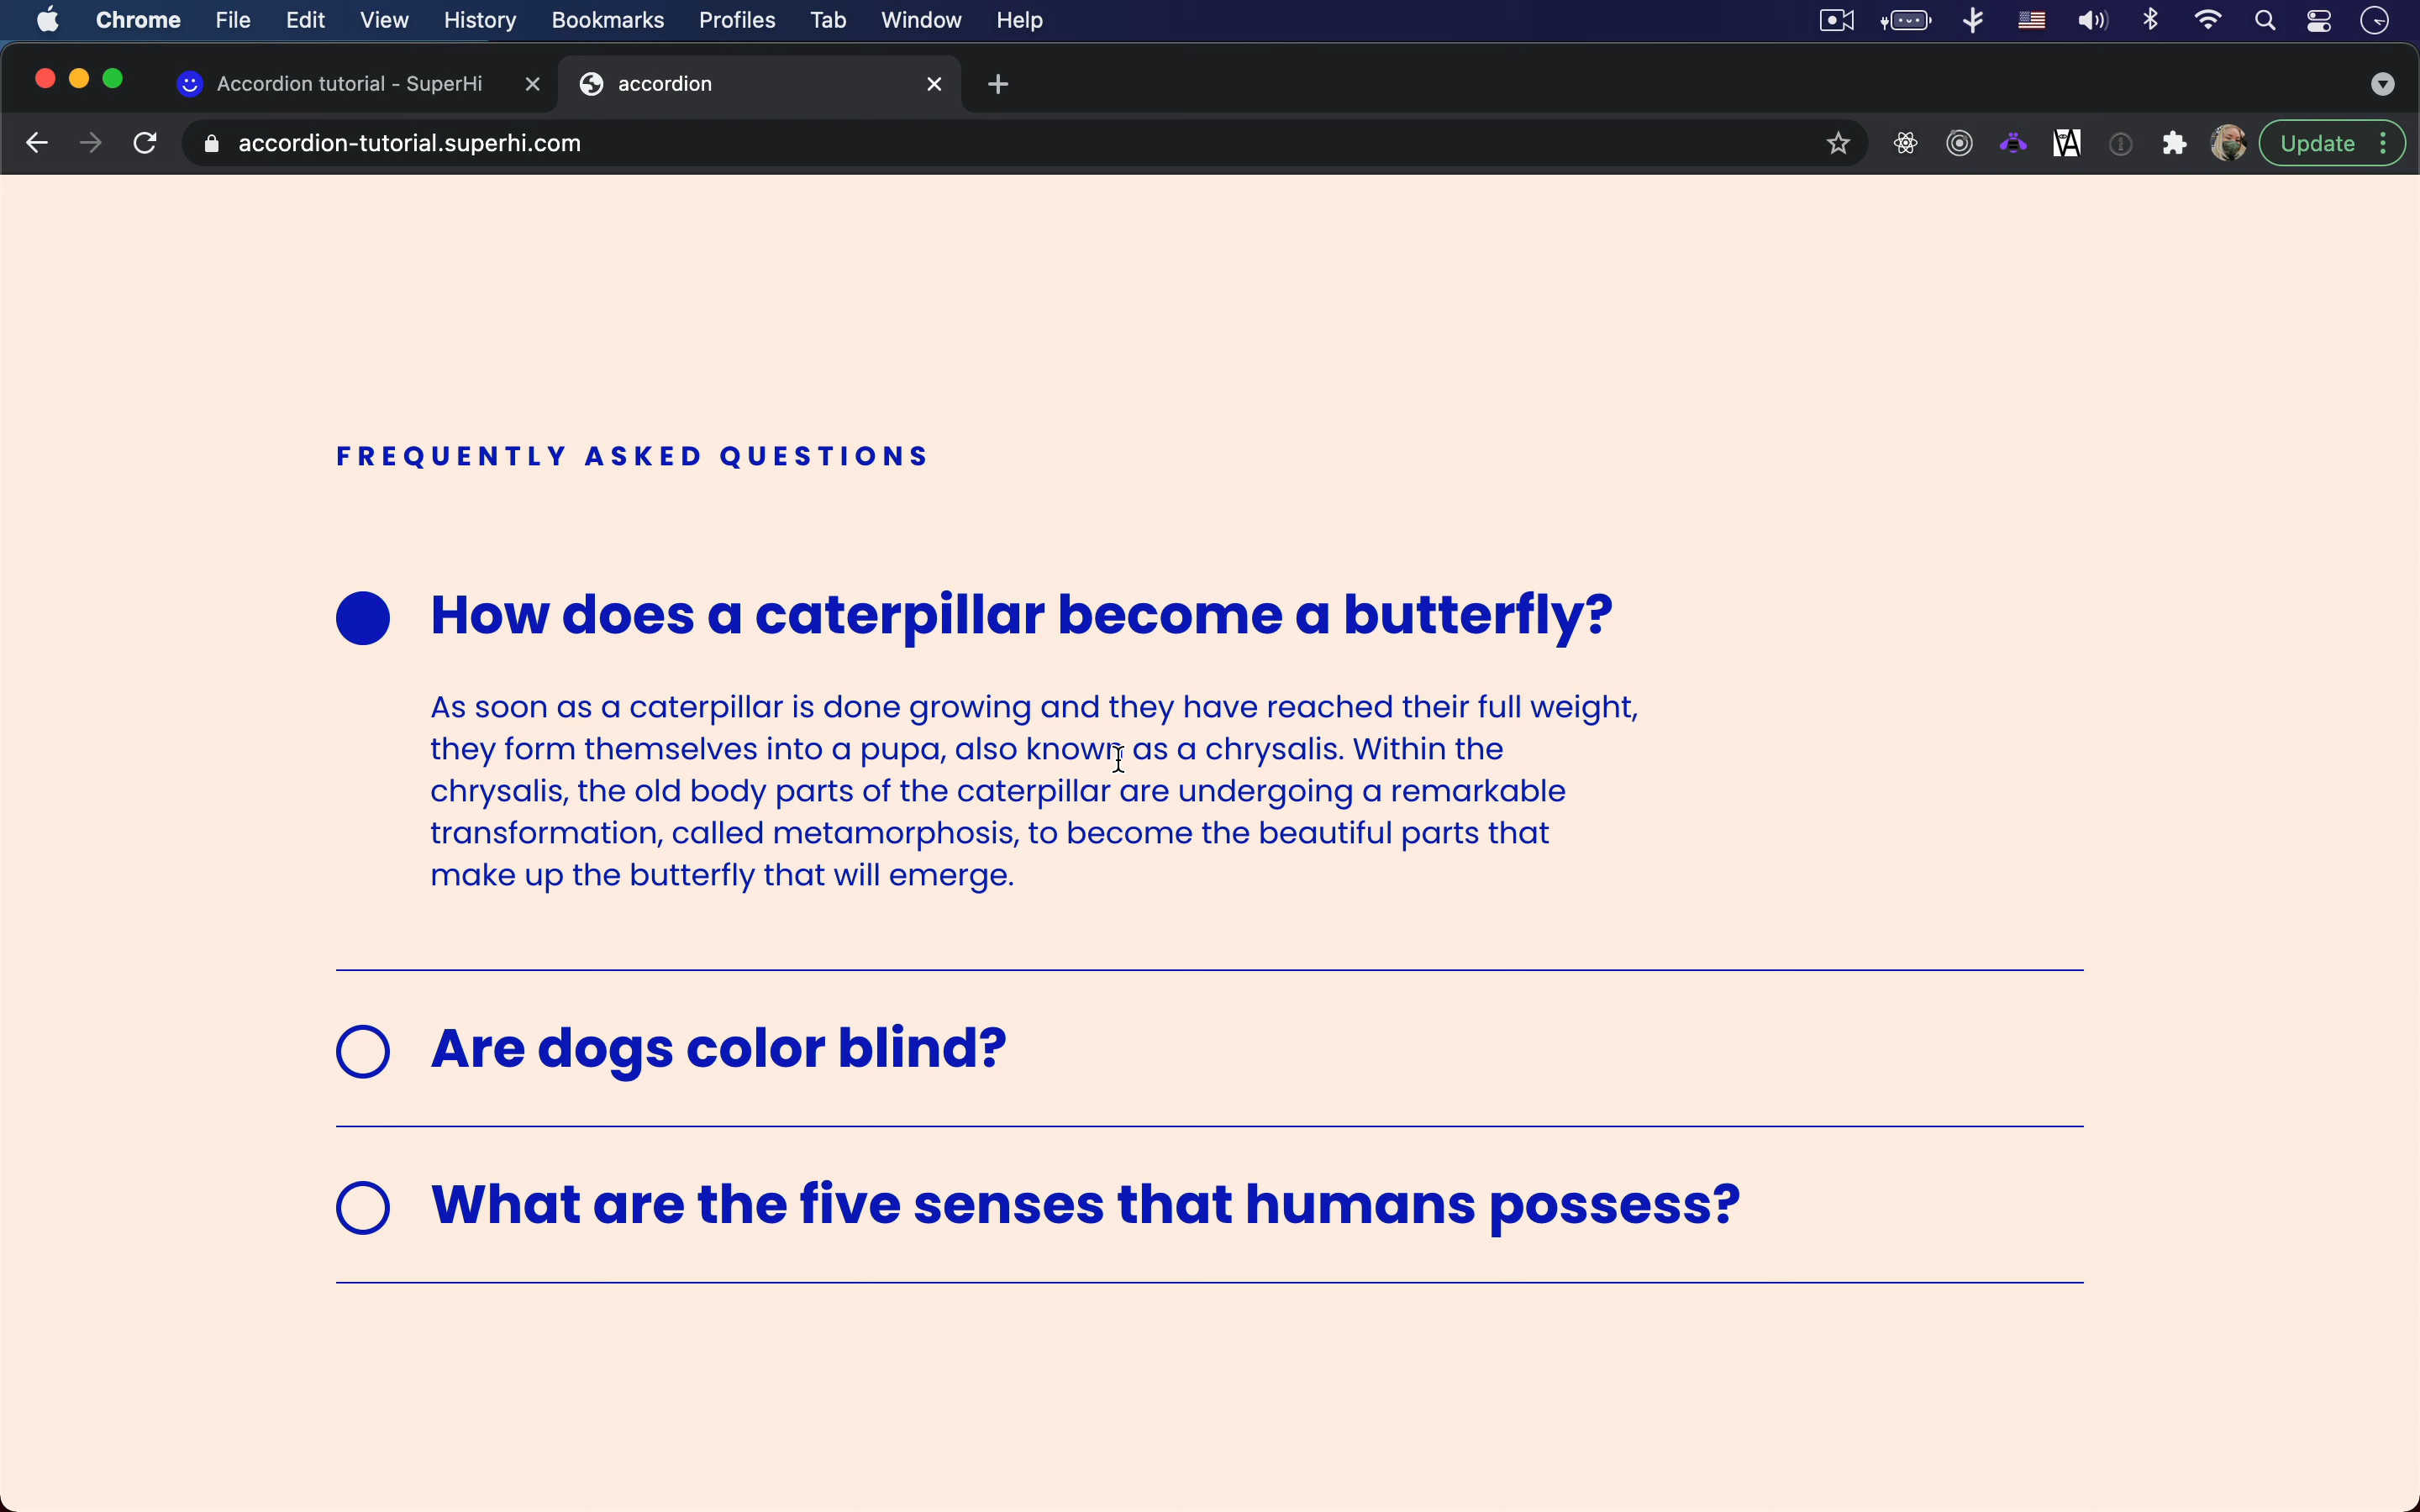 Chrome File Edit View History Bookmarks Profiles Tab Window Help
Accordion tutorial - SuperHi
accordion
accordion-tutorial.superhi.com
Update
FREQUENTLY ASKED QUESTIONS
How does a caterpillar become a butterfly?
As soon as a caterpillar is done growing and they have reached their full weight,
they form themselves into a pupa, also known as a chrysalis. Within the
chrysalis, the old body parts of the caterpillar are undergoing a remarkable
transformation, called metamorphosis, to become the beautiful parts that
make up the butterfly that will emerge.
Are dogs color blind?
What are the five senses that humans possess?